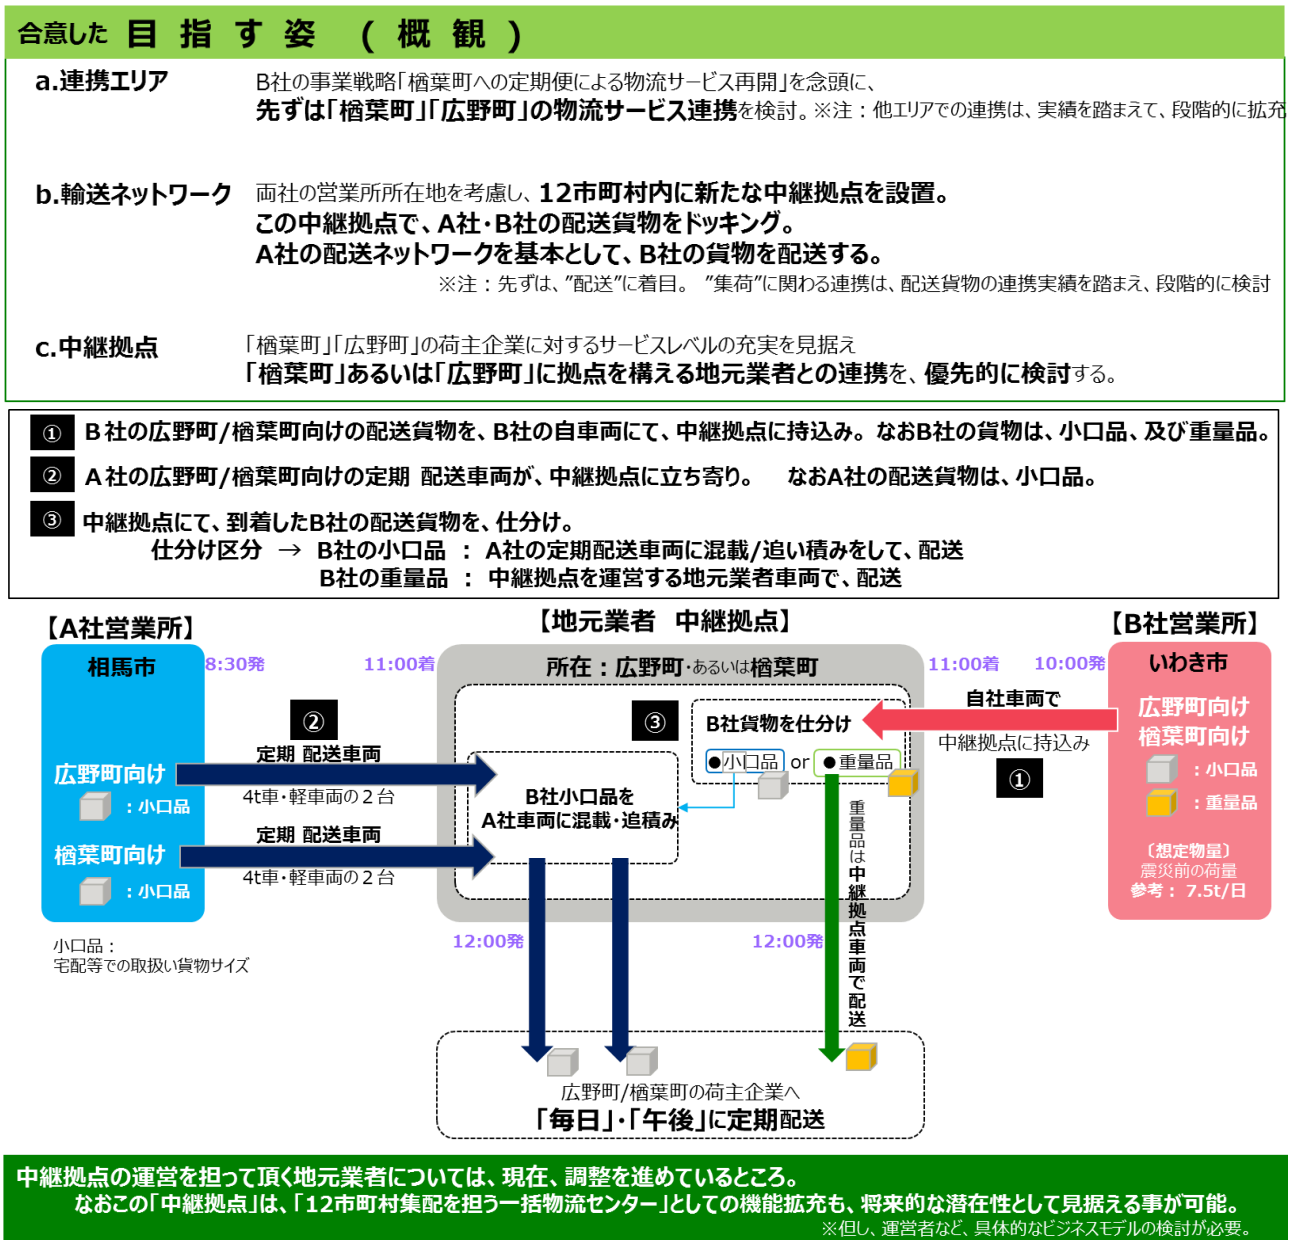 合意した 目指す姿 (概観)
a.連携エリア
B社の事業戦略「楢葉町への定期便による物流サービス再開」を念頭に、
先ずは「楢葉町」「広野町」の物流サービス連携を検討。※注：他エリアでの連携は、実績を踏まえて、段階的に拡充
b.輸送ネットワーク
両社の営業所所在地を考慮し、12市町村内に新たな中継拠点を設置。
この中継拠点で、A社・B社の配送貨物をドッキング。
A社の配送ネットワークを基本として、B社の貨物を配送する。
※注：先ずは、”配送”に着目。 ”集荷”に関わる連携は、配送貨物の連携実績を踏まえ、段階的に検討
c.中継拠点
「楢葉町」「広野町」の荷主企業に対するサービスレベルの充実を見据え
「楢葉町」あるいは「広野町」に拠点を構える地元業者との連携を、優先的に検討する。
① B社の広野町/楢葉町向けの配送貨物を、B社の自車両にて、中継拠点に持込み。なおB社の貨物は、小口品、及び重量品。
② A社の広野町/楢葉町向けの定期 配送車両が、中継拠点に立ち寄り。 なおA社の配送貨物は、小口品。
③ 中継拠点にて、到着したB社の配送貨物を、仕分け。
仕分け区分 → B社の小口品 ： A社の定期配送車両に混載/追い積みをして、配送
B社の重量品 ： 中継拠点を運営する地元業者車両で、配送
【A社営業所】
相馬市
広野町向け
：小口品
楢葉町向け
：小口品
小口品：
宅配等での取扱い貨物サイズ
8:30発
11:00着
②
定期 配送車両
4t車・軽車両の２台
定期 配送車両
4t車・軽車両の２台
【地元業者 中継拠点】
所在：広野町・あるいは楢葉町
③
B社貨物を仕分け
●小口品 or ●重量品
B社小口品を
A社車両に混載・追積み
重量品は中継拠点車両で配送
12:00発
12:00発
【B社営業所】
11:00着
10:00発
いわき市
自社車両で
中継拠点に持込み
①
広野町向け
楢葉町向け
：小口品
：重量品
〔想定物量〕
震災前の荷量
参考： 7.5t/日
広野町/楢葉町の荷主企業へ
「毎日」・「午後」に定期配送
中継拠点の運営を担って頂く地元業者については、現在、調整を進めているところ。
なおこの「中継拠点」は、「12市町村集配を担う一括物流センター」としての機能拡充も、将来的な潜在性として見据える事が可能。
※但し、運営者など、具体的なビジネスモデルの検討が必要。